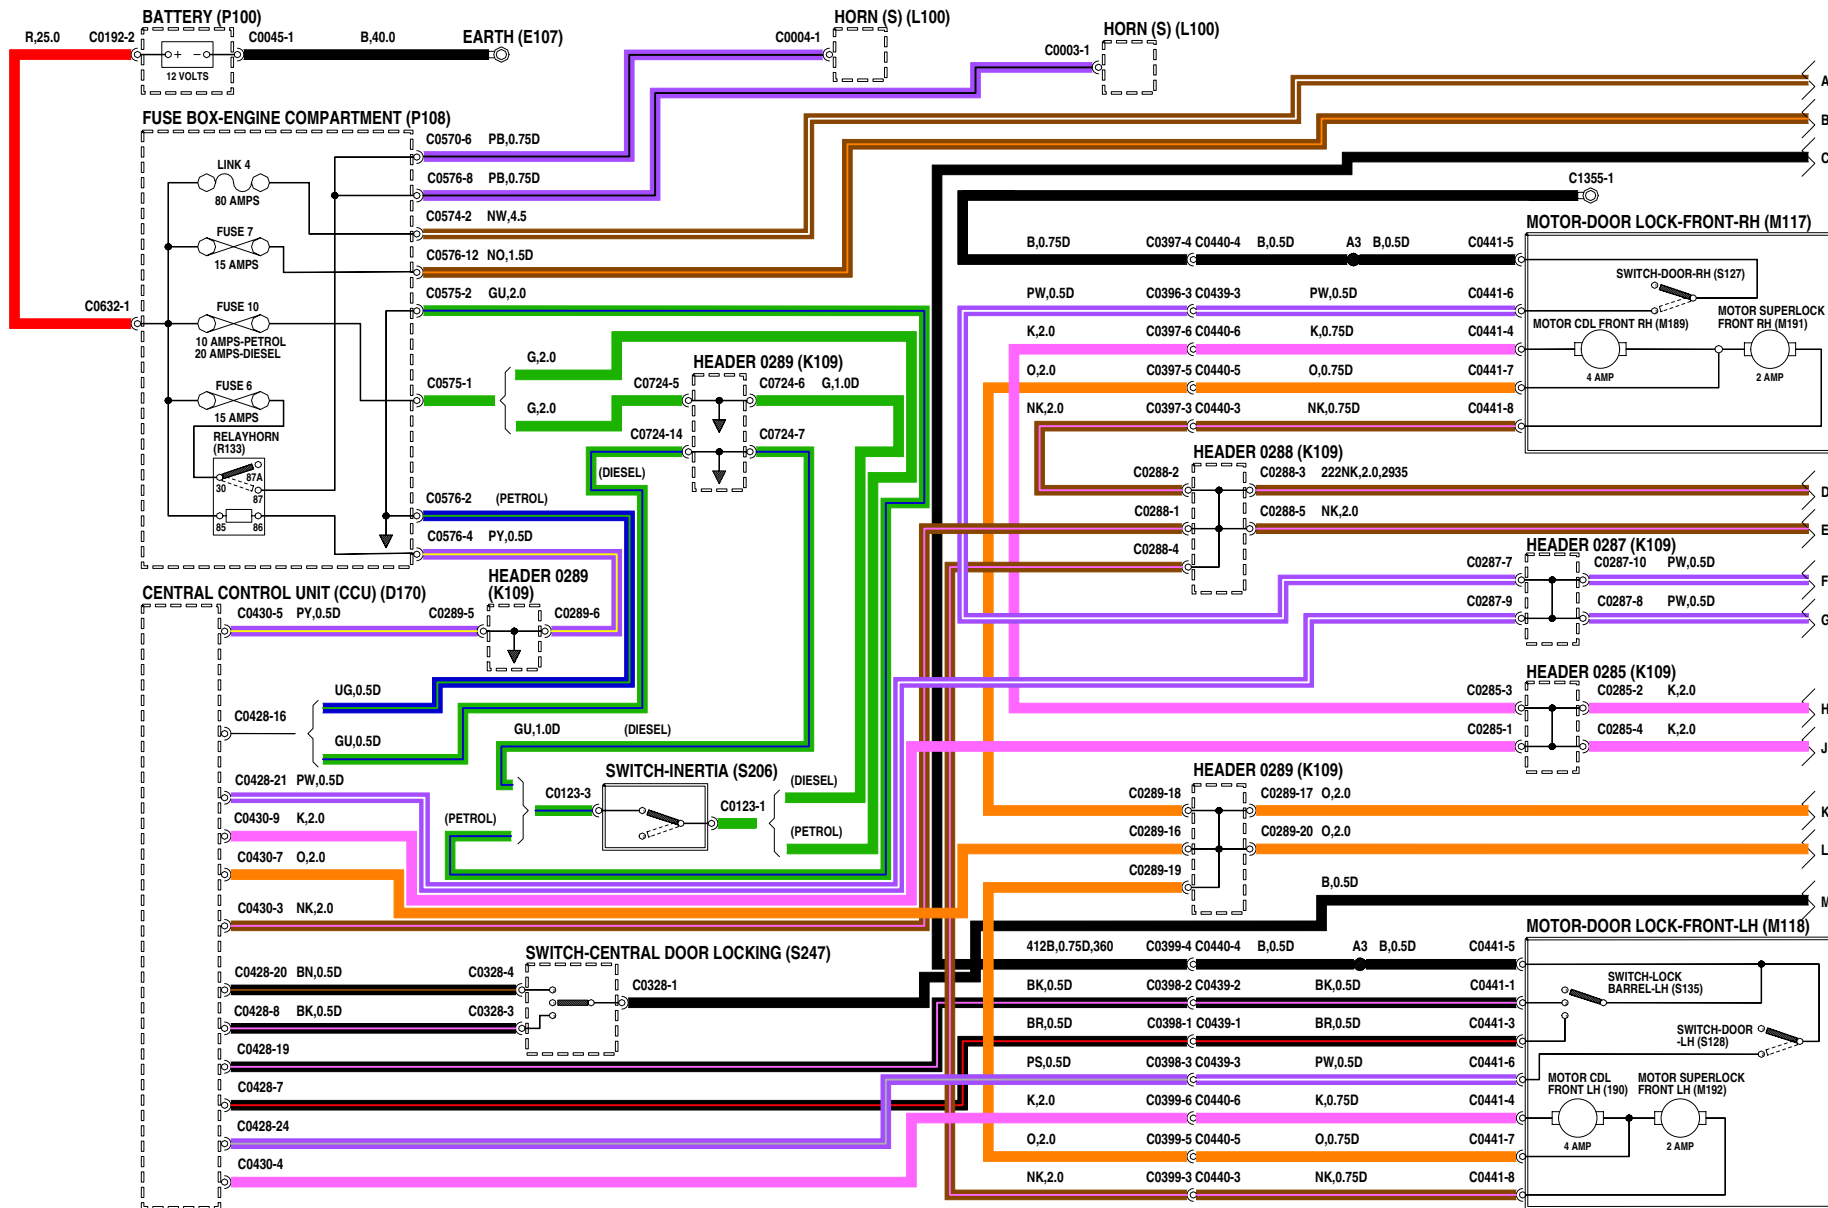 BATTERY (P100)
R,25.0
C0192-2
C0045-1
B,40.0
EARTH (E107)
+ -
12 VOLTS
HORN (S) (L100)
C0004-1
HORN (S) (L100)
C0003-1
A
B
C
FUSE BOX-ENGINE COMPARTMENT (P108)
C0570-6 PB,0.75D
LINK 4
80 AMPS
C0576-8 PB,0.75D
C0574-2 NW,4.5
FUSE 7
15 AMPS
C0576-12 NO,1.5D
C0575-2 GU,2.0
C0632-1
FUSE 10
10 AMPS-PETROL
20 AMPS-DIESEL
C0575-1
FUSE 6
15 AMPS
RELAYHORN
(R133)
30
87A
87
85
86
C0576-2 (PETROL)
C0576-4 PY,0.5D
G,2.0
G,2.0
HEADER 0289 (K109)
C0724-5
C0724-6 G,1.0D
C0724-14
C0724-7
(DIESEL)
C1355-1
MOTOR-DOOR LOCK-FRONT-RH (M117)
B,0.75D C0397-4 C0440-4 B,0.5D A3 B,0.5D C0441-5
SWITCH-DOOR-RH (S127)
PW,0.5D C0396-3 C0439-3 PW,0.5D C0441-6
MOTOR CDL FRONT RH (M189)
MOTOR SUPERLOCK
FRONT RH (M191)
K,2.0 C0397-6 C0440-6 K,0.75D C0441-4
4 AMP
2 AMP
O,2.0 C0397-5 C0440-5 O,0.75D C0441-7
NK,2.0 C0397-3 C0440-3 NK,0.75D C0441-8
HEADER 0288 (K109)
C0288-2
C0288-3 222NK,2.0,2935
D
C0288-1
C0288-5 NK,2.0
E
C0288-4
HEADER 0287 (K109)
C0287-7
C0287-10 PW,0.5D
F
C0287-9
C0287-8 PW,0.5D
G
HEADER 0285 (K109)
C0285-3
C0285-2 K,2.0
H
C0285-1
C0285-4 K,2.0
J
HEADER 0289 (K109)
C0289-18
C0289-17 O,2.0
K
C0289-16
C0289-20 O,2.0
L
C0289-19
B,0.5D
M
CENTRAL CONTROL UNIT (CCU) (D170)
HEADER 0289
(K109)
C0430-5 PY,0.5D
C0289-5
C0289-6
UG,0.5D
C0428-16
GU,0.5D
GU,1.0D
(DIESEL)
C0428-21 PW,0.5D
C0430-9 K,2.0
C0430-7 O,2.0
C0430-3 NK,2.0
SWITCH-INERTIA (S206)
(PETROL)
C0123-3
C0123-1
(DIESEL)
(PETROL)
SWITCH-CENTRAL DOOR LOCKING (S247)
C0428-20 BN,0.5D
C0328-4
C0328-1
C0428-8 BK,0.5D
C0328-3
C0428-19
C0428-7
C0428-24
C0430-4
MOTOR-DOOR LOCK-FRONT-LH (M118)
412B,0.75D,360 C0399-4 C0440-4 B,0.5D A3 B,0.5D C0441-5
SWITCH-LOCK
BARREL-LH (S135)
BK,0.5D C0398-2 C0439-2 BK,0.5D C0441-1
BR,0.5D C0398-1 C0439-1 BR,0.5D C0441-3
SWITCH-DOOR
-LH (S128)
PS,0.5D C0398-3 C0439-3 PW,0.5D C0441-6
MOTOR CDL
FRONT LH (190)
MOTOR SUPERLOCK
FRONT LH (M192)
K,2.0 C0399-6 C0440-6 K,0.75D C0441-4
4 AMP
2 AMP
O,2.0 C0399-5 C0440-5 O,0.75D C0441-7
NK,2.0 C0399-3 C0440-3 NK,0.75D C0441-8